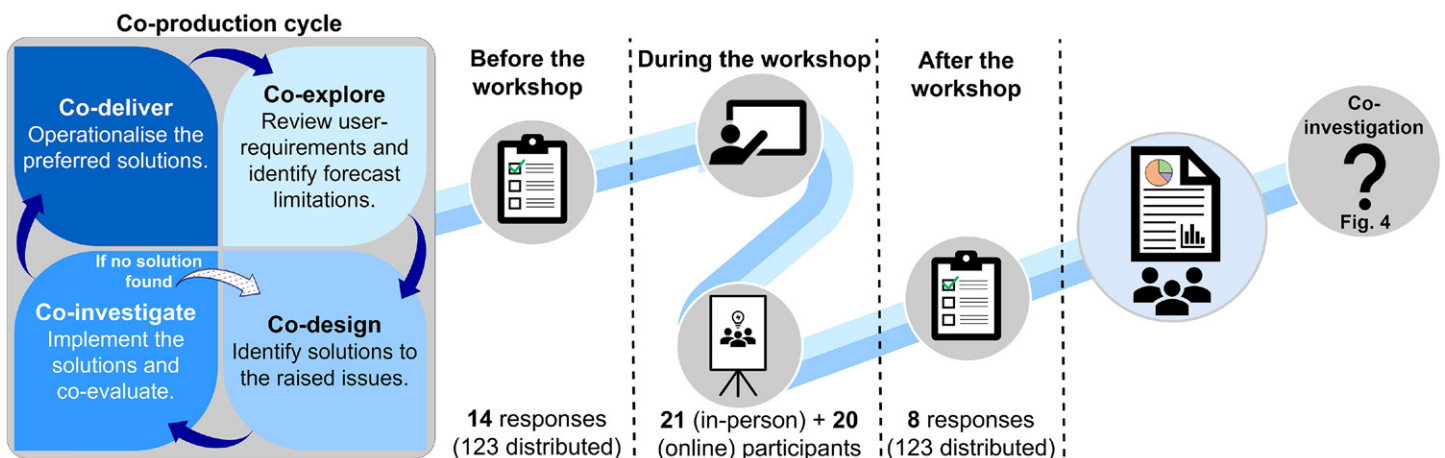 Co-production cycle
Co-deliver
Operationalise the
preferred solutions.
Co-explore
Review user-
requirements and
identify forecast
limitations.
If no solution
found
Co-investigate
Implement the
solutions and
co-evaluate.
Co-design
Identify solutions to
the raised issues.
Before the
workshop
14 responses
(123 distributed)
During the workshop
21 (in-person) + 20
(online) participants
After the
workshop
8 responses
(123 distributed)
Co-
investigation
?
Fig. 4